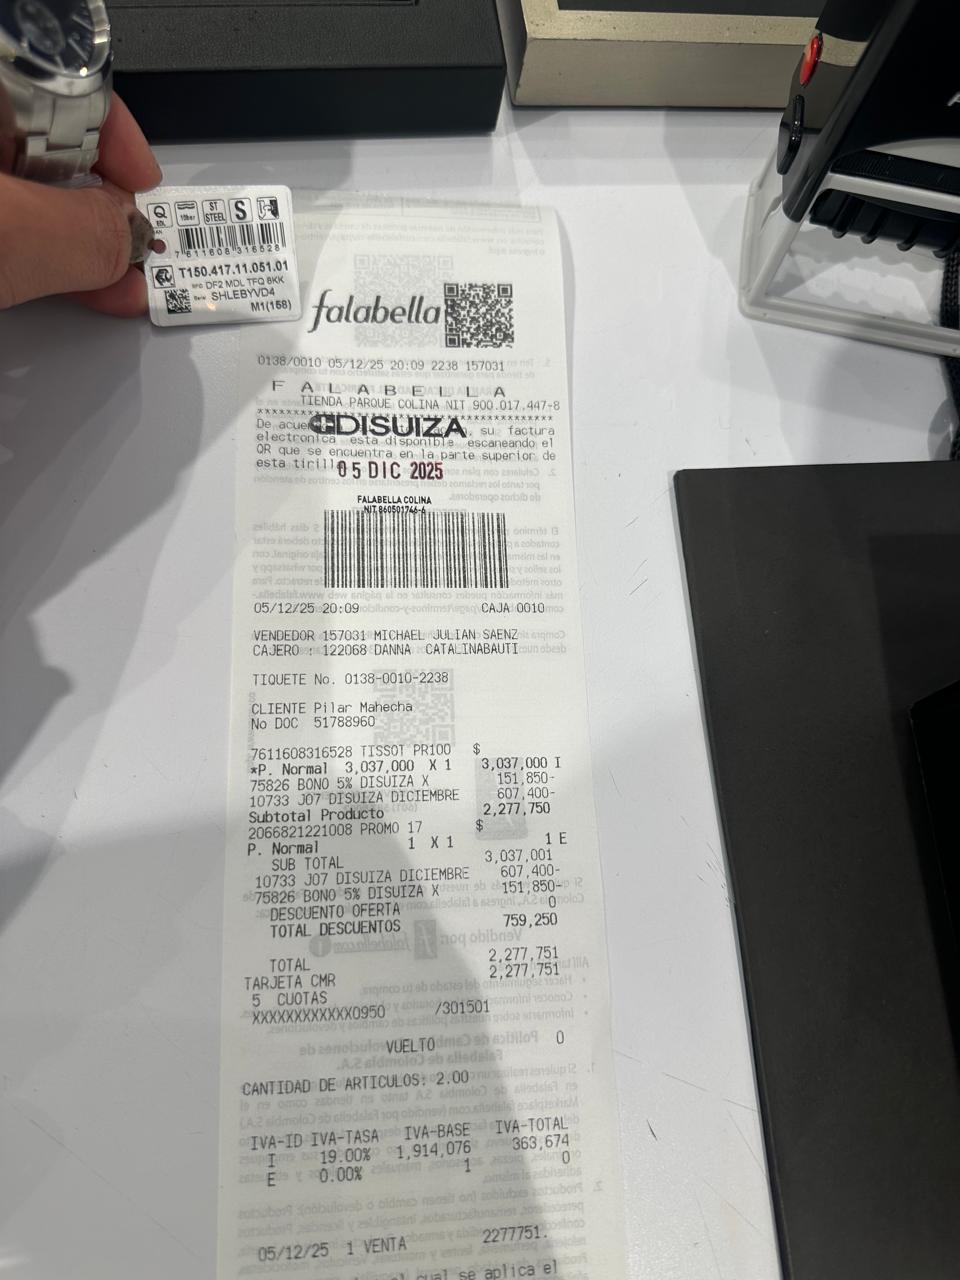 10bar
ST
STEEL
S
7 611608 316528
T150.417.11.051.01
DF2 MDL TFQ 8KK
SHLEBYVD4
M1(168)
falabella
0138/0010 05/12/25 20:09 2238 157031
F A L A B E L L A
TIENDA PARQUE COLINA NIT 900.017.447-8
****************************************
DISUIZA
De acue , su factura
electronica esta disponible escaneando el
QR que se encuentra en la parte superior de
esta tirill
05 DIC 2025
FALABELLA COLINA
NIT 860501746-6
05/12/25 20:09 CAJA 0010
VENDEDOR 157031 MICHAEL JULIAN SAENZ
CAJERO : 122068 DANNA CATALINABAUTI
TIQUETE No. 0138-0010-2238
CLIENTE Pilar Mahecha
No DOC 51788960
7611608316528 TISSOT PR100 $
*P. Normal 3,037,000 X 1 3,037,000 I
75826 BONO 5% DISUIZA X 151,850-
10733 J07 DISUIZA DICIEMBRE 607,400-
Subtotal Producto 2,277,750
2066821221008 PROMO 17 $
P. Normal 1 X 1 1 E
SUB TOTAL 3,037,001
10733 J07 DISUIZA DICIEMBRE 607,400-
75826 BONO 5% DISUIZA X 151,850-
DESCUENTO OFERTA 0
TOTAL DESCUENTOS 759,250
TOTAL 2,277,751
TARJETA CMR 2,277,751
5 CUOTAS
XXXXXXXXXXXX0950 /301501
VUELTO 0
CANTIDAD DE ARTICULOS: 2.00
IVA-ID IVA-TASA IVA-BASE IVA-TOTAL
I 19.00% 1,914,076 363,674
E 0.00% 1 0
05/12/25 1 VENTA 2277751.
cual se aplica el